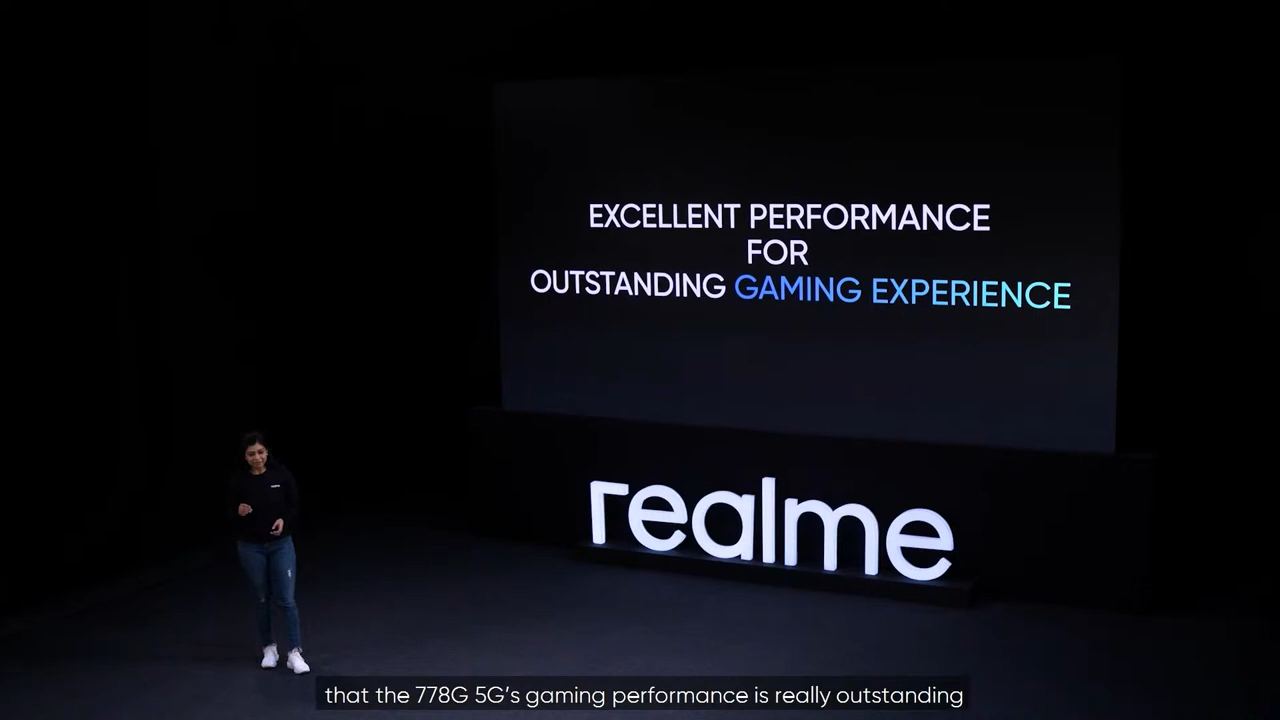 EXCELLENT PERFORMANCE
FOR
OUTSTANDING GAMING EXPERIENCE
realme
that the 778G 5G's gaming performance is really outstanding